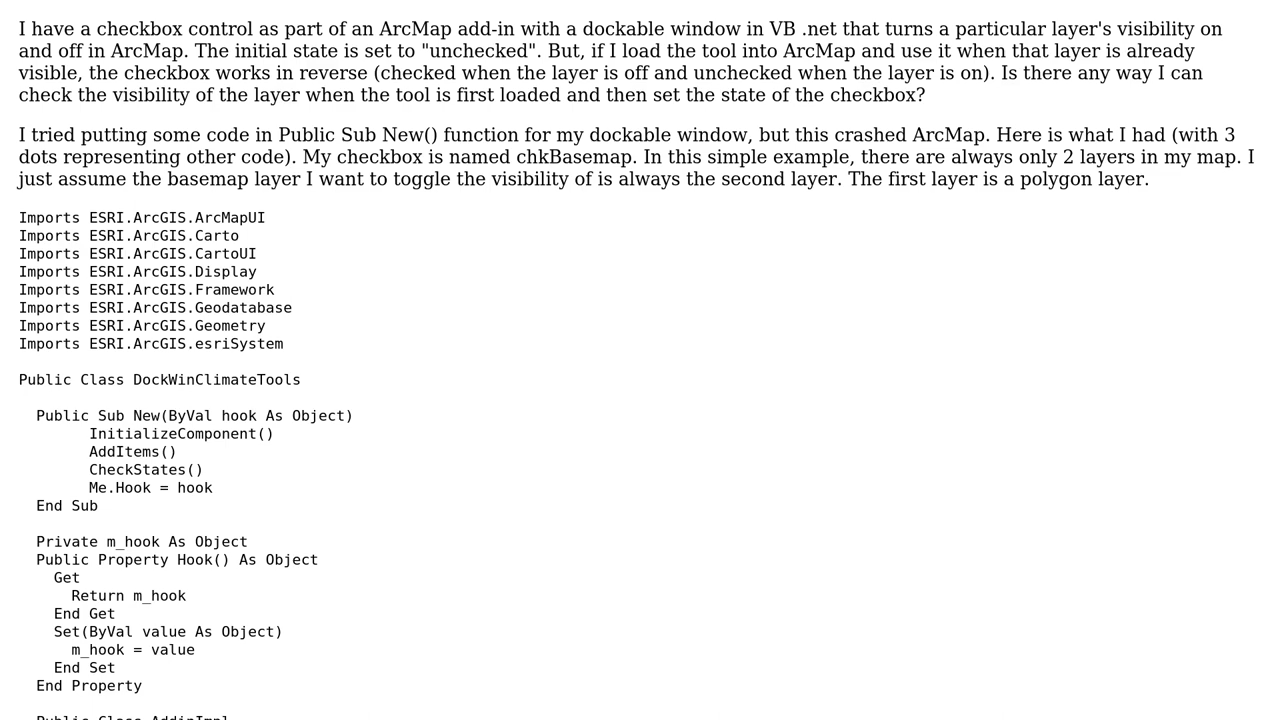 I have a checkbox control as part of an ArcMap add-in with a dockable window in VB .net that turns a particular layer's visibility on
and off in ArcMap. The initial state is set to "unchecked". But, if I load the tool into ArcMap and use it when that layer is already
visible, the checkbox works in reverse (checked when the layer is off and unchecked when the layer is on). Is there any way I can
check the visibility of the layer when the tool is first loaded and then set the state of the checkbox?
I tried putting some code in Public Sub New() function for my dockable window, but this crashed ArcMap. Here is what I had (with 3
dots representing other code). My checkbox is named chkBasemap. In this simple example, there are always only 2 layers in my map. I
just assume the basemap layer I want to toggle the visibility of is always the second layer. The first layer is a polygon layer.
Imports ESRI.ArcGIS.ArcMapUI
Imports ESRI.ArcGIS.Carto
Imports ESRI.ArcGIS.CartoUI
Imports ESRI.ArcGIS.Display
Imports ESRI.ArcGIS.Framework
Imports ESRI.ArcGIS.Geodatabase
Imports ESRI.ArcGIS.Geometry
Imports ESRI.ArcGIS.esriSystem
Public Class DockWinClimateTools
Public Sub New(ByVal hook As Object)
InitializeComponent()
AddItems()
CheckStates()
Me.Hook = hook
End Sub
Private m_hook As Object
Public Property Hook() As Object
Get
Return m_hook
End Get
Set(ByVal value As Object)
m_hook = value
End Set
End Property
Public Class AddinImpl